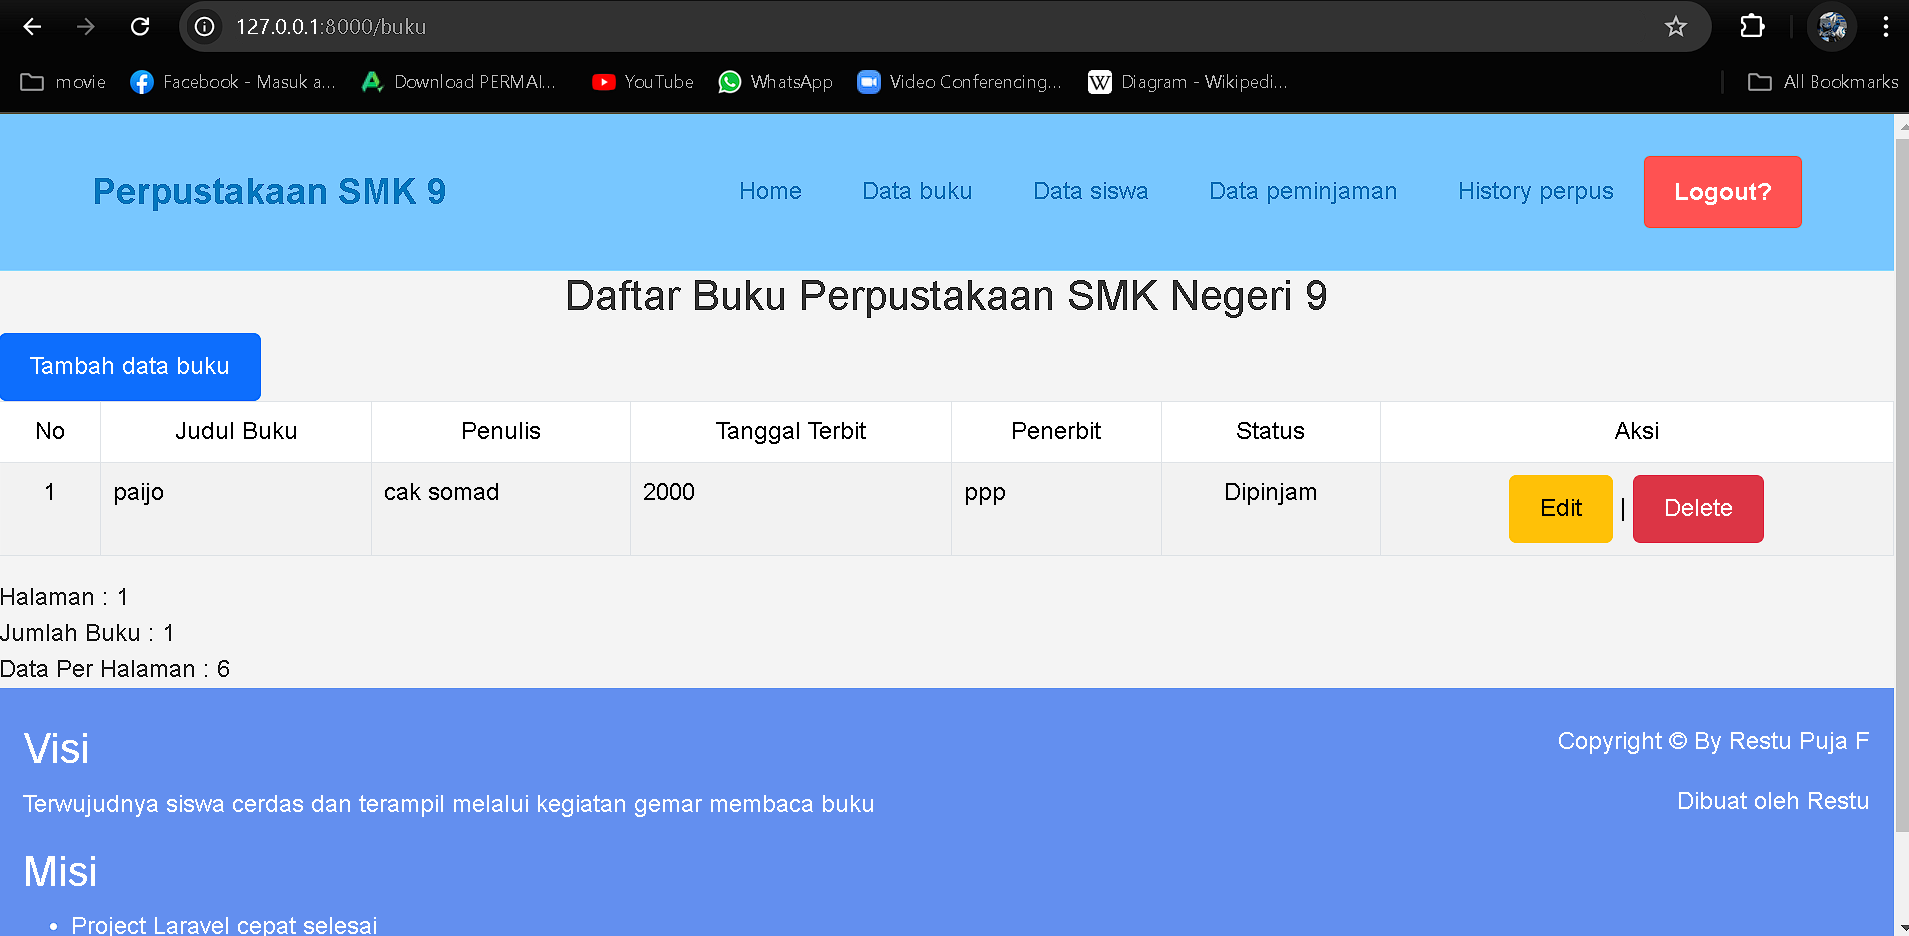 127.0.0.1:8000/buku
movie Facebook - Masuk a... Download PERMAI... YouTube WhatsApp Video Conferencing... W Diagram - Wikipedi... All Bookmarks
Perpustakaan SMK 9 Home Data buku Data siswa Data peminjaman History perpus Logout?
Daftar Buku Perpustakaan SMK Negeri 9
Tambah data buku
No Judul Buku Penulis Tanggal Terbit Penerbit Status Aksi
1 paijo cak somad 2000 ppp Dipinjam Edit | Delete
Halaman : 1
Jumlah Buku : 1
Data Per Halaman : 6
Visi
Copyright © By Restu Puja F
Terwujudnya siswa cerdas dan terampil melalui kegiatan gemar membaca buku
Dibuat oleh Restu
Misi
• Project Laravel cepat selesai